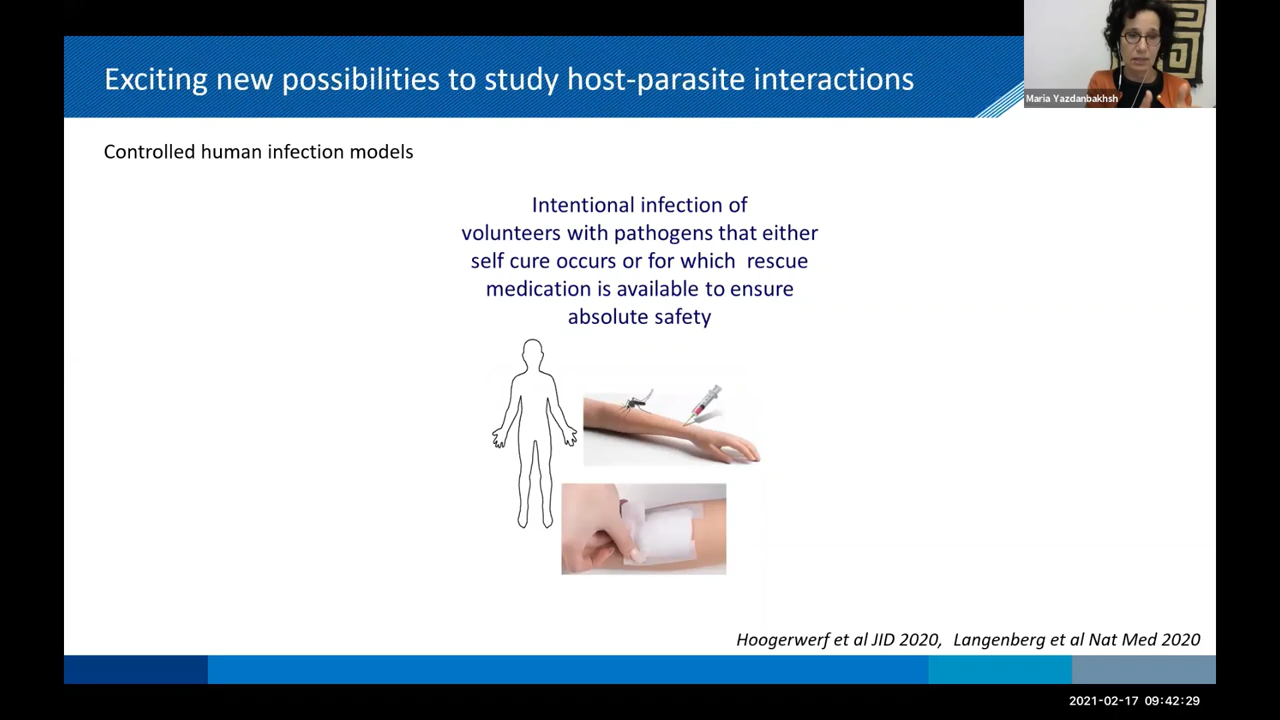 Exciting new possibilities to study host-parasite interactions
Maria Yazdanbakhsh
Controlled human infection models
Intentional infection of
volunteers with pathogens that either
self cure occurs or for which rescue
medication is available to ensure
absolute safety
Hoogerwerf et al JID 2020, Langenberg et al Nat Med 2020
2021-02-17 09:42:29